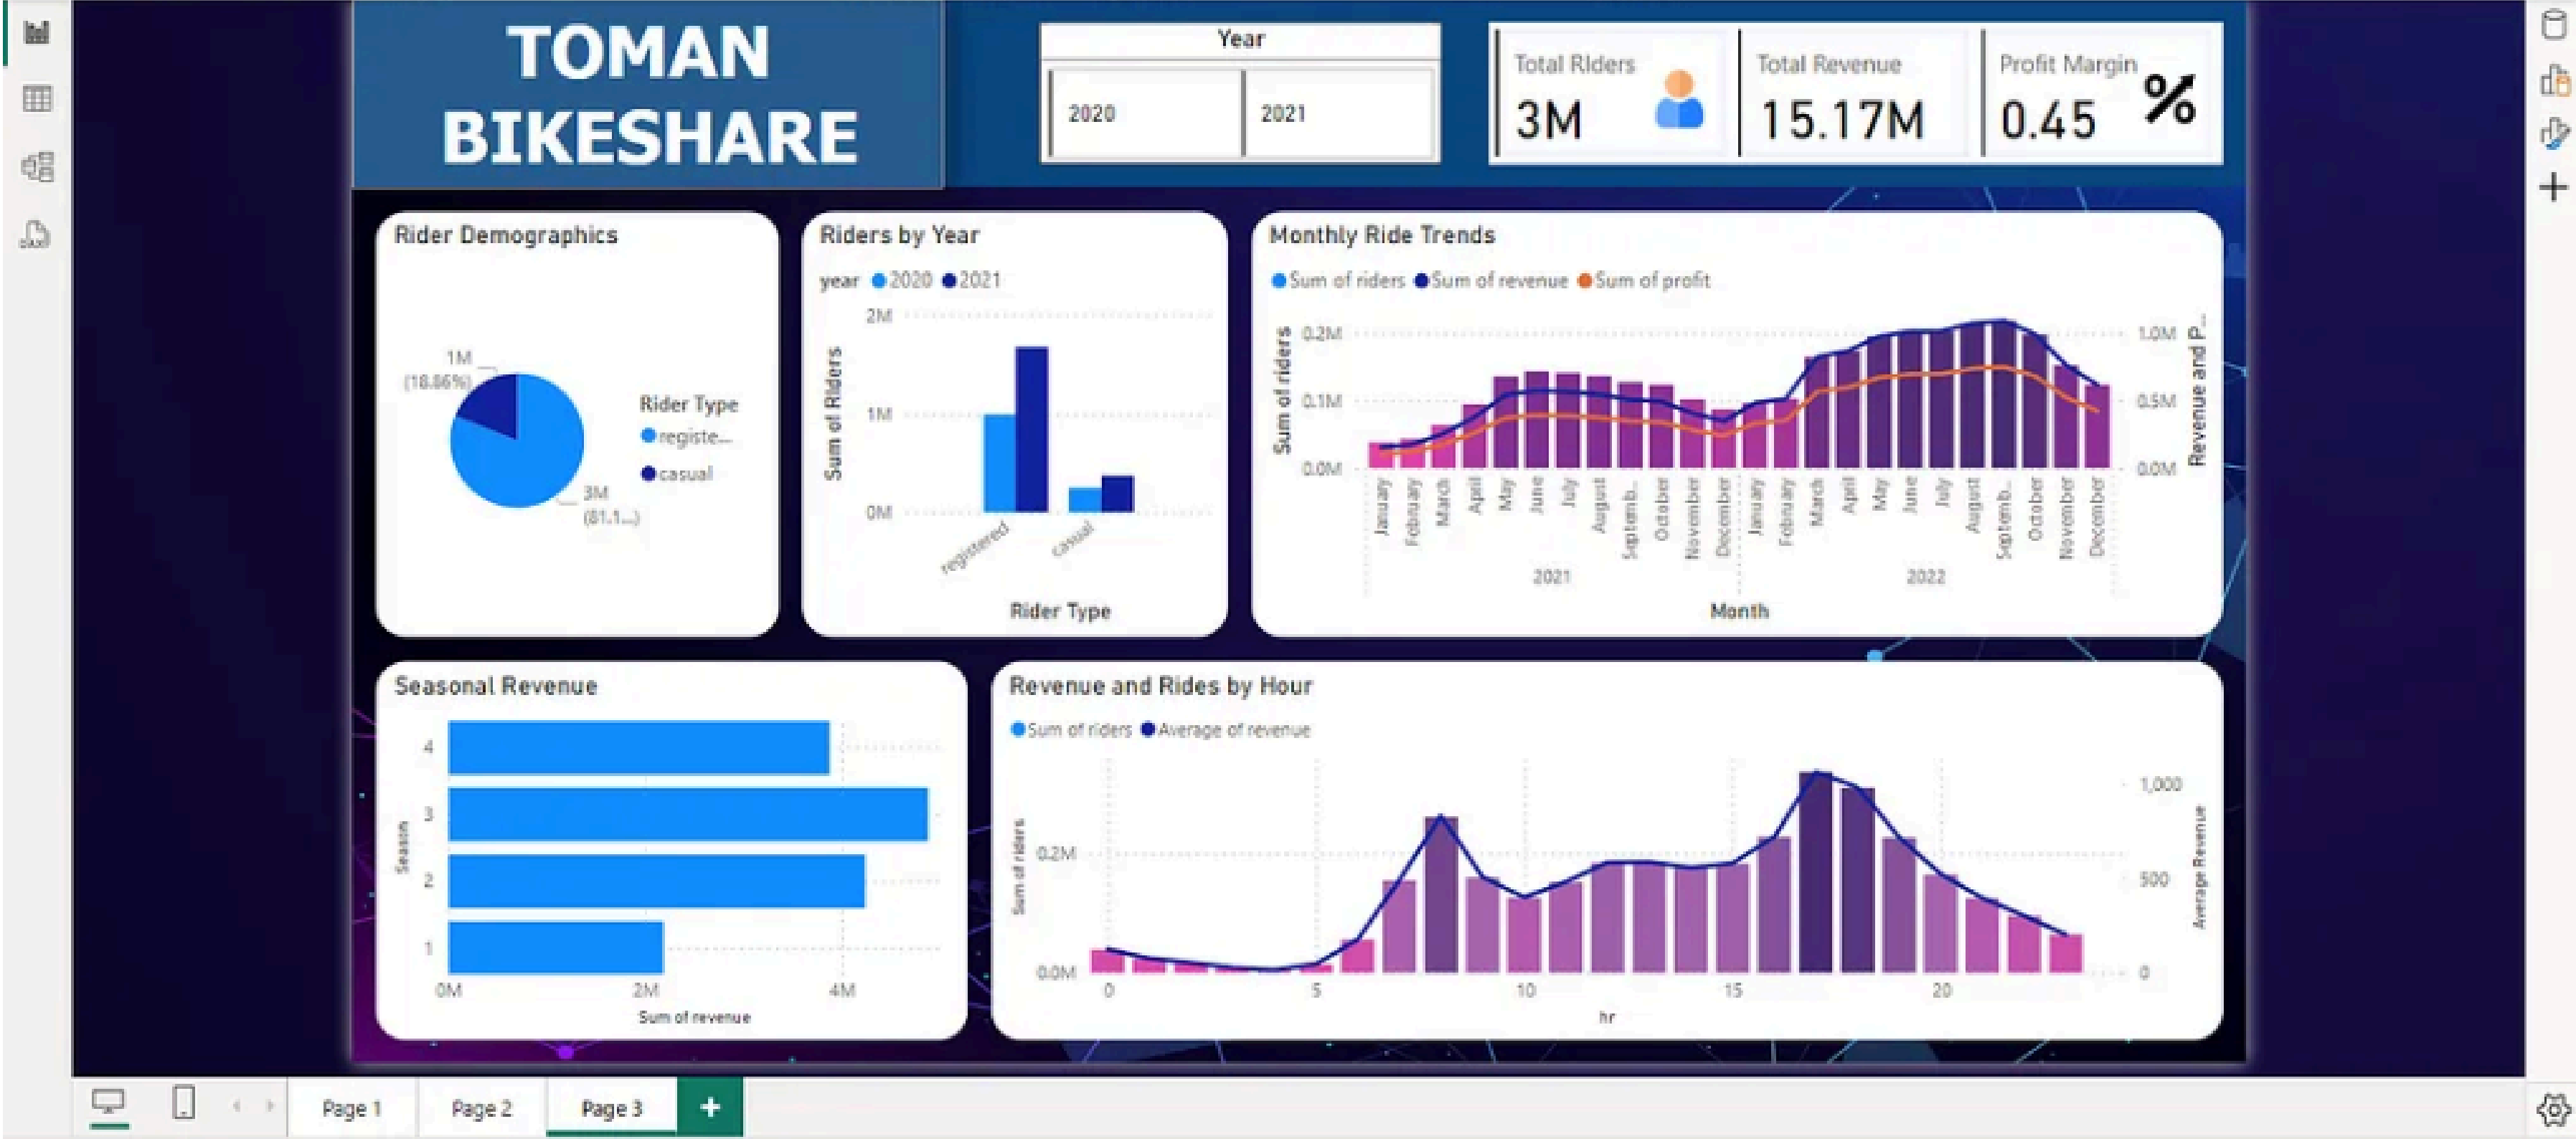 TOMAN
BIKESHARE
Year
2020
2021
Total RIders
3M
Total Revenue
15.17M
Profit Margin
0.45
%
Rider Demographics
1M
(18.86%)
3M
(81.1...)
Rider Type
registe...
casual
Riders by Year
year 2020 2021
2M
1M
0M
Sum of RIders
registered
casual
Rider Type
Monthly Ride Trends
Sum of riders Sum of revenue Sum of profit
0.2M
0.1M
0.0M
Sum of riders
1.0M
0.5M
0.0M
Revenue and P...
January
February
March
April
May
June
July
August
Septemb...
October
November
December
January
February
March
April
May
June
July
August
Septemb...
October
November
December
2021
2022
Month
Seasonal Revenue
Season
4
3
2
1
0M
2M
4M
Sum of revenue
Revenue and Rides by Hour
Sum of riders Average of revenue
Sum of riders
0.2M
0.0M
1,000
500
0
Average Revenue
0
5
10
15
20
hr
Page 1
Page 2
Page 3
+